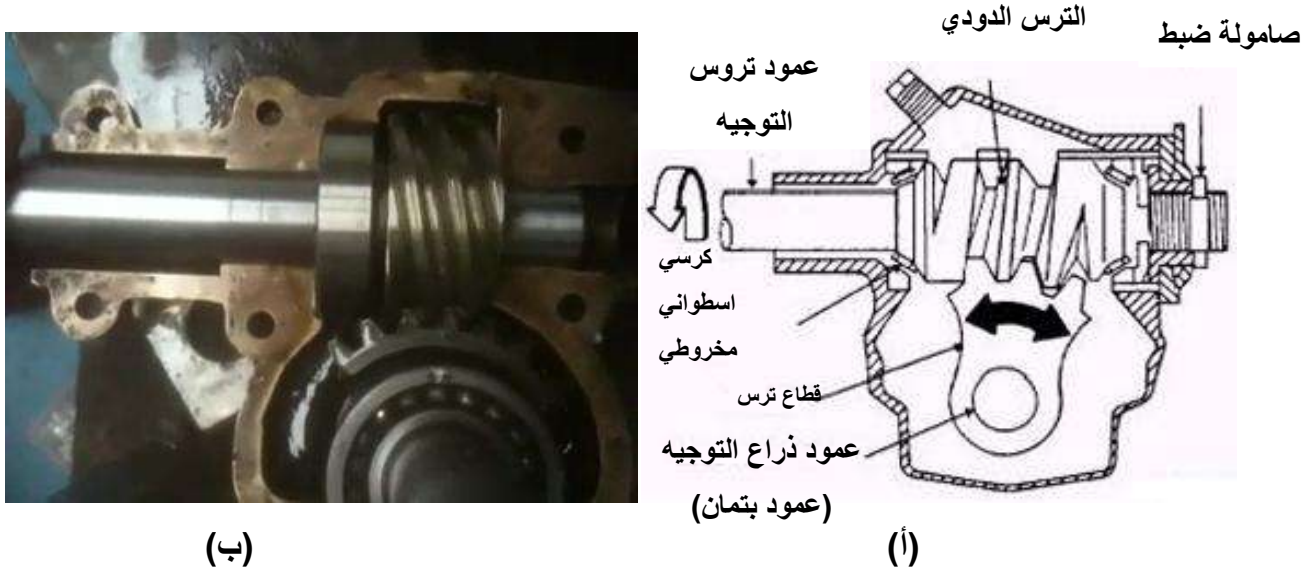 الترس الدودي
صامولة ضبط
عمود تروس
التوجيه
كرسي
اسطواني
مخروطي
قطاع ترس
عمود ذراع التوجيه
(عمود بتمان)
(أ)
(ب)